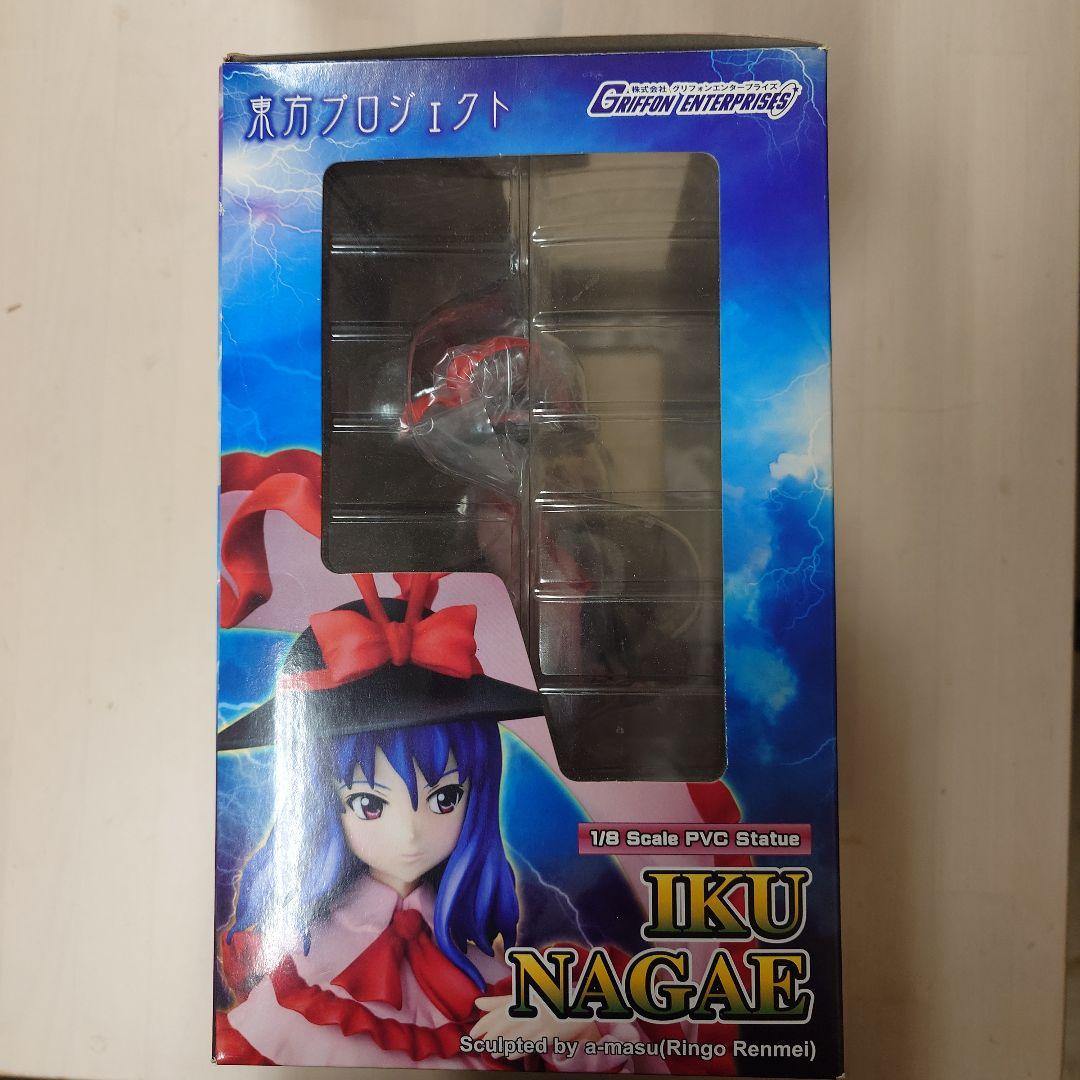 東方プロジェクト
株式会社 グリフォンエンタープライズ
GRIFFON ENTERPRISES
1/8 Scale PVC Statue
IKU
NAGAE
Sculpted by a-masu(Ringo Renmei)